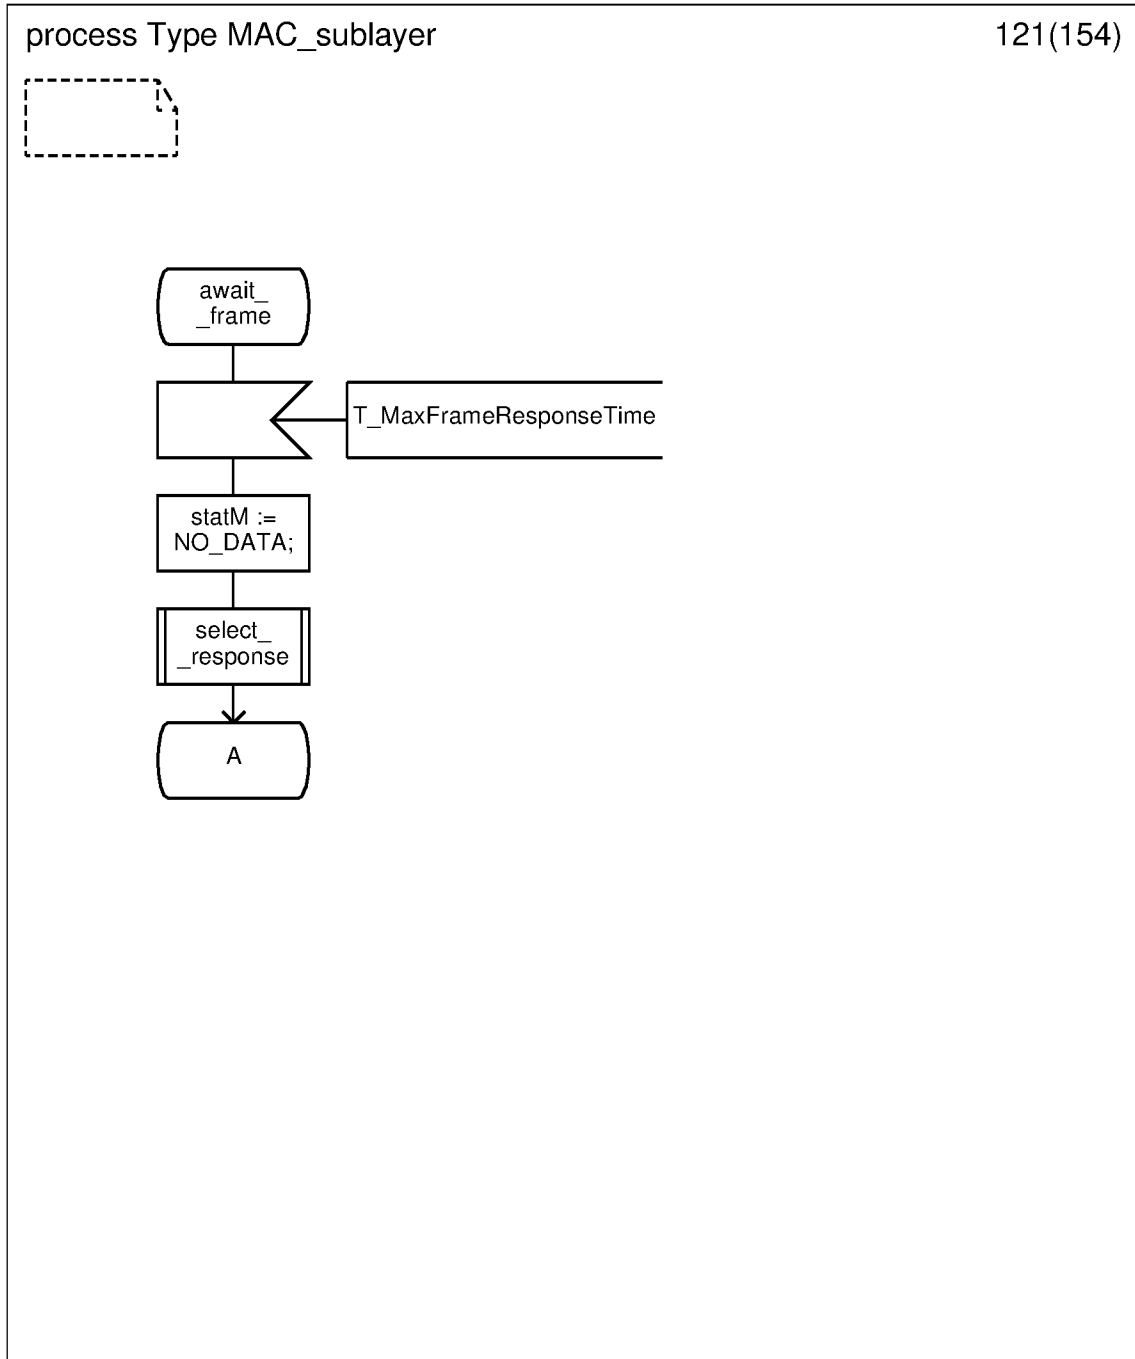 process Type MAC_sublayer
121(154)
await_
_frame
T_MaxFrameResponseTime
statM :=
NO_DATA;
select_
_response
A